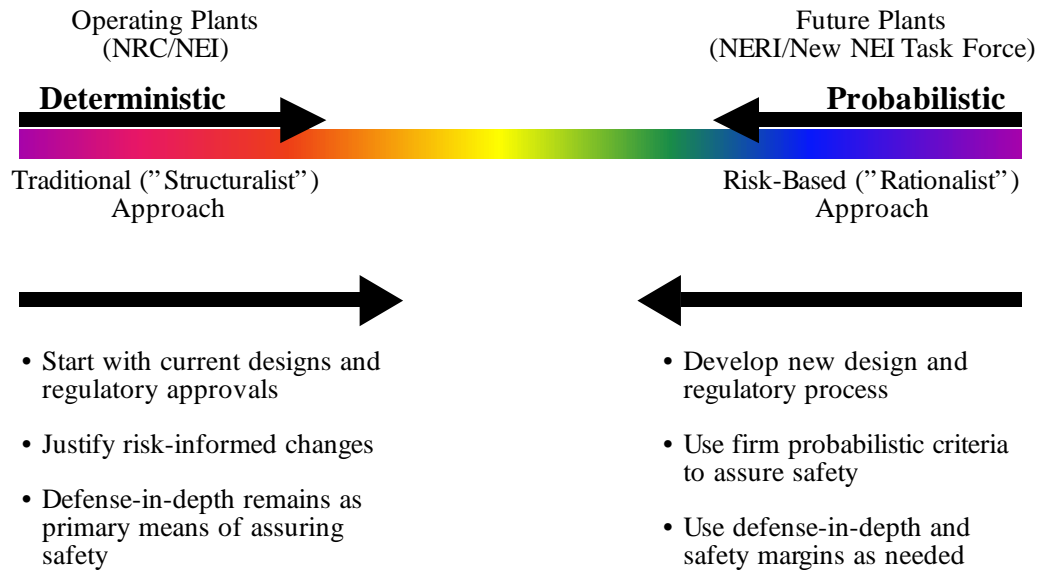 Operating Plants
(NRC/NEI)
Future Plants
(NERI/New NEI Task Force)
Deterministic
Probabilistic
Traditional (”Structuralist”)
Approach
Risk-Based (”Rationalist”)
Approach
• Start with current designs and
regulatory approvals
• Justify risk-informed changes
• Defense-in-depth remains as
primary means of assuring
safety
• Develop new design and
regulatory process
• Use firm probabilistic criteria
to assure safety
• Use defense-in-depth and
safety margins as needed